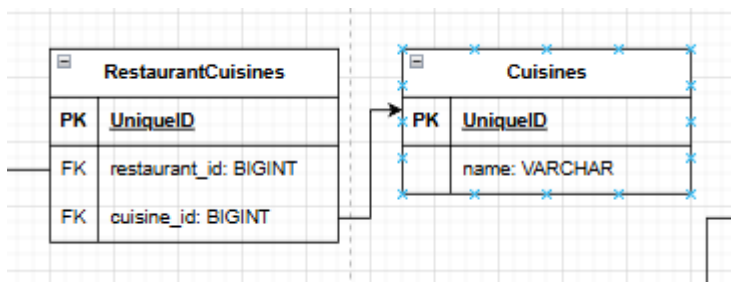 RestaurantCuisines
PK UniqueID
FK restaurant_id: BIGINT
FK cuisine_id: BIGINT
Cuisines
PK UniqueID
name: VARCHAR